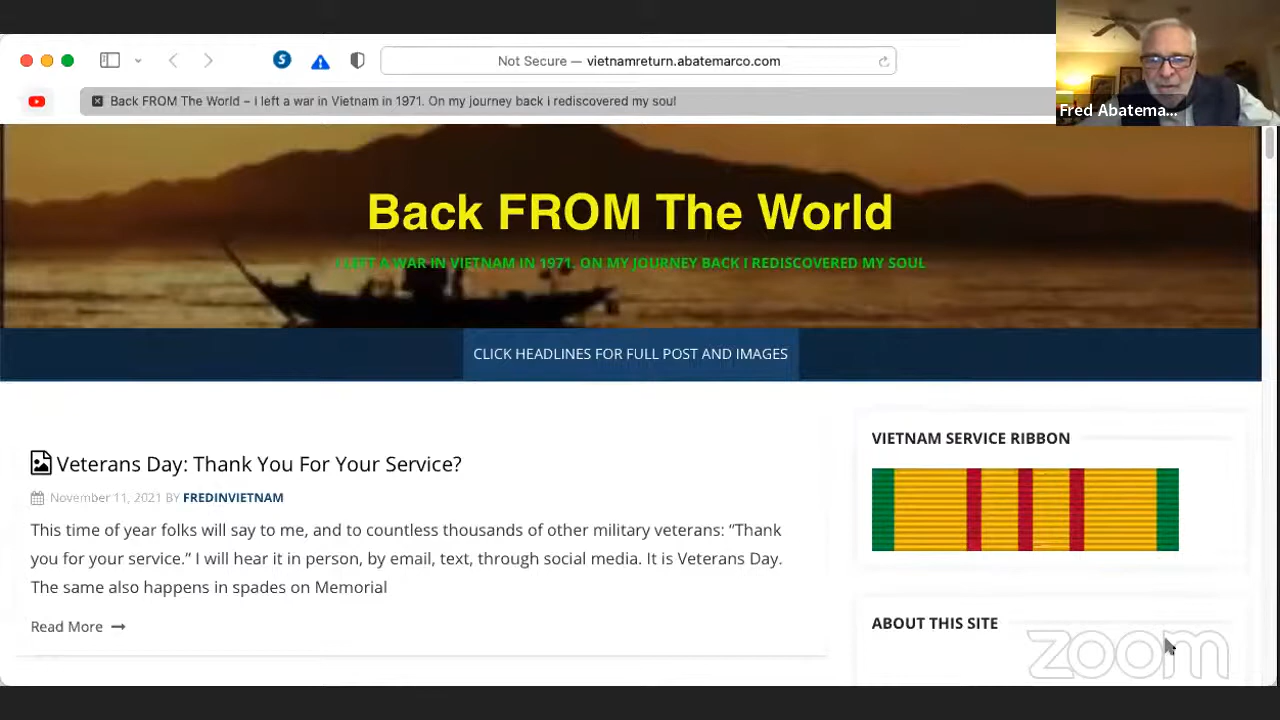 Not Secure — vietnamreturn.abatemarco.com
Back FROM The World – I left a war in Vietnam in 1971. On my journey back i rediscovered my soul
Fred Abatema...
Back FROM The World
I LEFT A WAR IN VIETNAM IN 1971. ON MY JOURNEY BACK I REDISCOVERED MY SOUL
CLICK HEADLINES FOR FULL POST AND IMAGES
Veterans Day: Thank You For Your Service?
November 11, 2021 BY FREDINVIETNAM
This time of year folks will say to me, and to countless thousands of other military veterans: “Thank
you for your service.” I will hear it in person, by email, text, through social media. It is Veterans Day.
The same also happens in spades on Memorial
Read More
VIETNAM SERVICE RIBBON
ABOUT THIS SITE
zoom